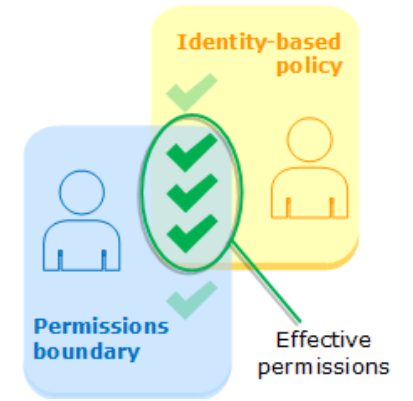 Identity-based
policy
Permissions
boundary
Effective
permissions